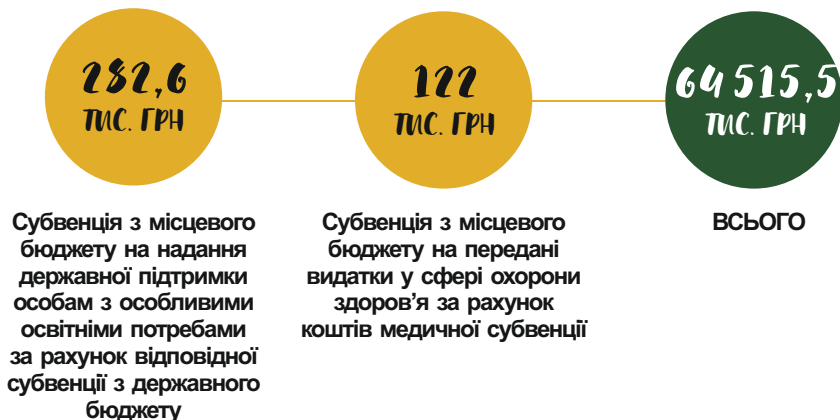 282,6
ТИС. ГРН
122
ТИС. ГРН
64 515,5
ТИС. ГРН
Субвенція з місцевого
бюджету на надання
державної підтримки
особам з особливими
освітніми потребами
за рахунок відповідної
субвенції з державного
бюджету
Субвенція з місцевого
бюджету на передані
видатки у сфері охорони
здоров’я за рахунок
коштів медичної субвенції
ВСЬОГО